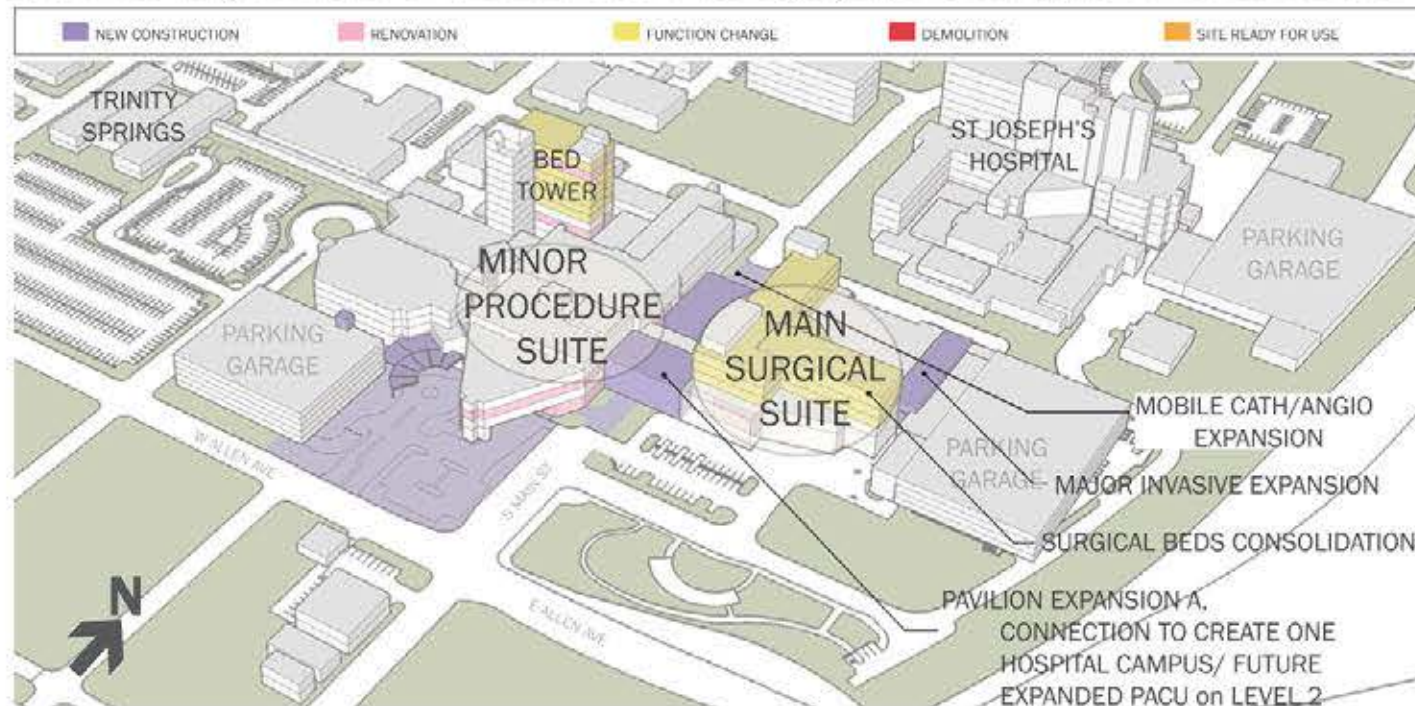 NEW CONSTRUCTION
RENOVATION
FUNCTION CHANGE
DEMOLITION
SITE READY FOR USE
TRINITY
SPRINGS
BED
TOWER
ST JOSEPH'S
HOSPITAL
PARKING
GARAGE
MINOR
PROCEDURE
SUITE
PARKING
GARAGE
MAIN
SURGICAL
SUITE
MOBILE CATH/ANGIO
EXPANSION
PARKING
GARAGE
MAJOR INVASIVE EXPANSION
SURGICAL BEDS CONSOLIDATION
W ALLEN AVE
S MAIN ST
E ALLEN AVE
N
PAVILION EXPANSION A.
CONNECTION TO CREATE ONE
HOSPITAL CAMPUS/ FUTURE
EXPANDED PACU on LEVEL 2